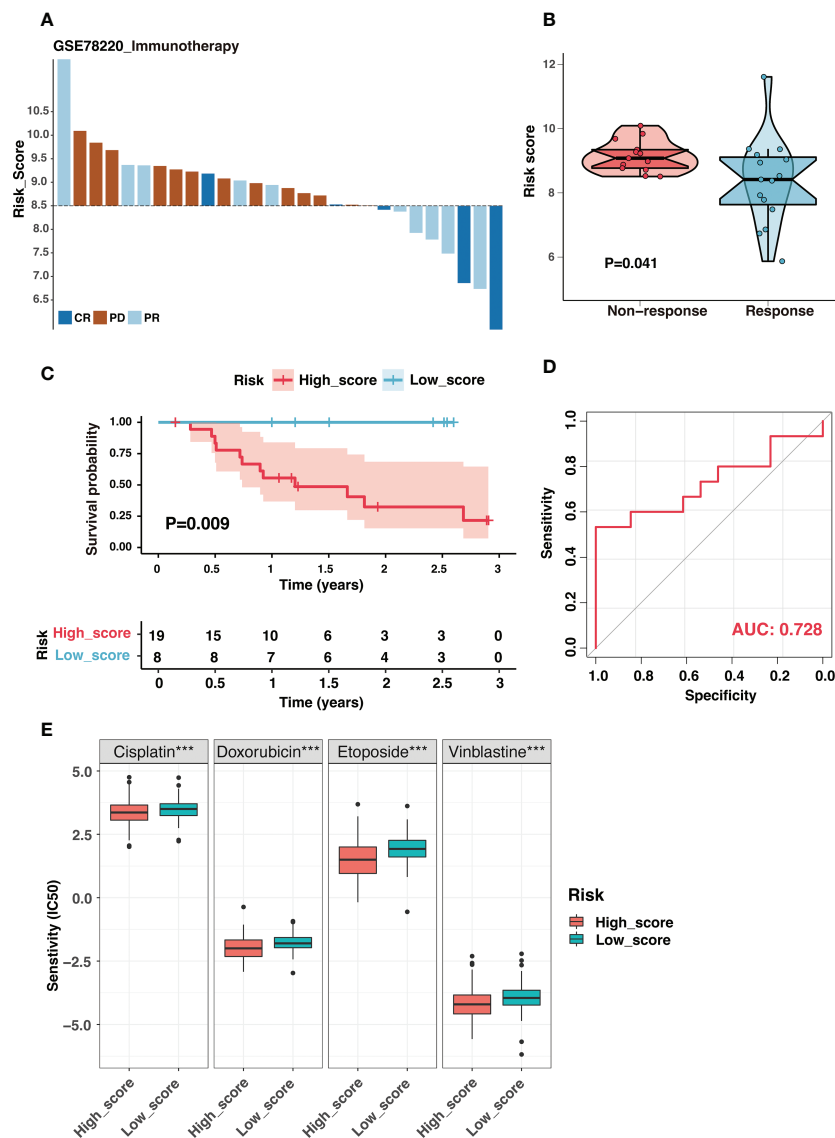 A
GSE78220_Immunotherapy
Risk_Score
10.5
10.0
9.5
9.0
8.5
8.0
7.5
7.0
6.5
CR PD PR
B
Risk score
12
10
8
6
P=0.041
Non−response Response
C
Risk High_score Low_score
Survival probability
1.00
0.75
0.50
0.25
0.00
P=0.009
0 0.5 1 1.5 2 2.5 3
Time (years)
Risk
High_score 19 15 10 6 3 3 0
Low_score 8 8 7 6 4 3 0
0 0.5 1 1.5 2 2.5 3
Time (years)
D
Sensitivity
1.0
0.8
0.6
0.4
0.2
0.0
AUC: 0.728
1.0 0.8 0.6 0.4 0.2 0.0
Specificity
E
Cisplatin*** Doxorubicin*** Etoposide*** Vinblastine***
Senstivity (IC50)
5.0
2.5
0.0
−2.5
−5.0
High_score Low_score High_score Low_score High_score Low_score High_score Low_score
Risk
High_score
Low_score